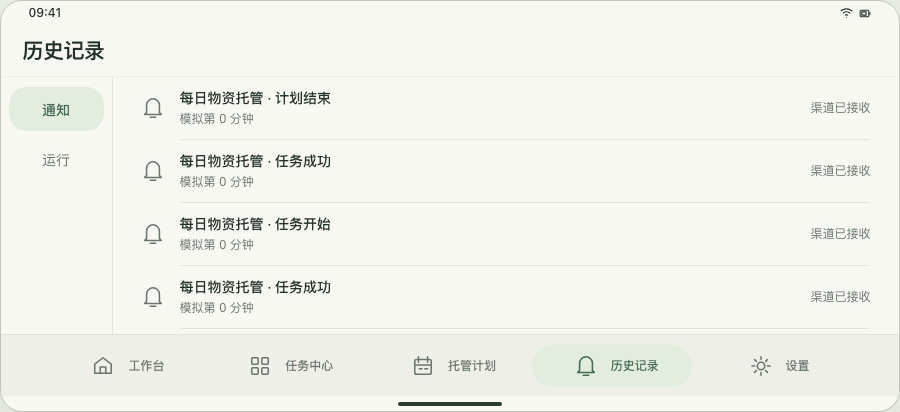 09:41
历史记录
通知
运行
每日物资托管 · 计划结束
模拟第 0 分钟
渠道已接收
每日物资托管 · 任务成功
模拟第 0 分钟
渠道已接收
每日物资托管 · 任务开始
模拟第 0 分钟
渠道已接收
每日物资托管 · 任务成功
模拟第 0 分钟
渠道已接收
工作台
任务中心
托管计划
历史记录
设置